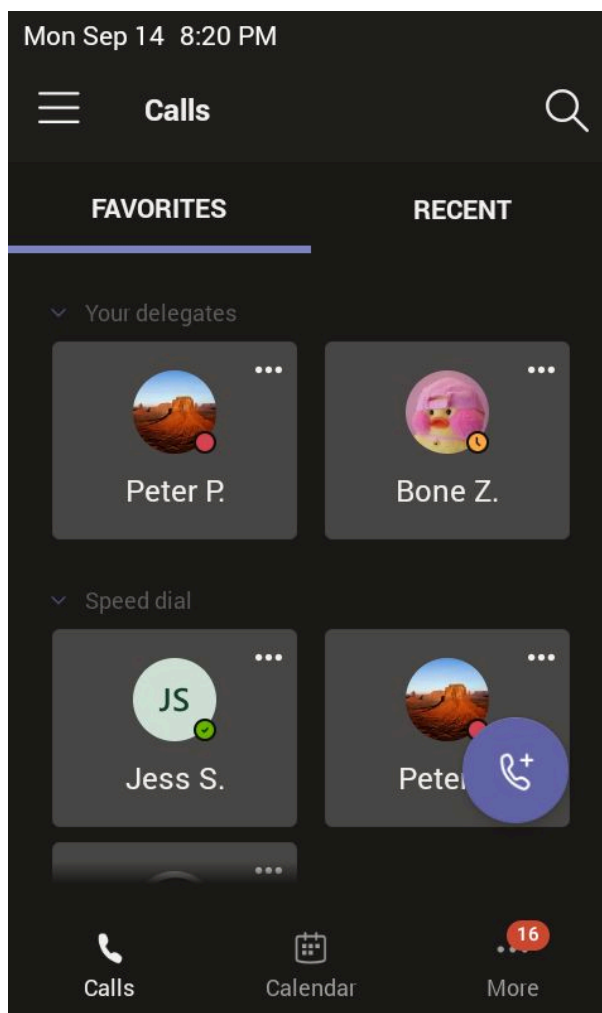 Mon Sep 14 8:20 PM
Calls
FAVORITES RECENT
Your delegates
Peter P. Bone Z.
Speed dial
JS
Jess S. Pete
16
Calls Calendar More